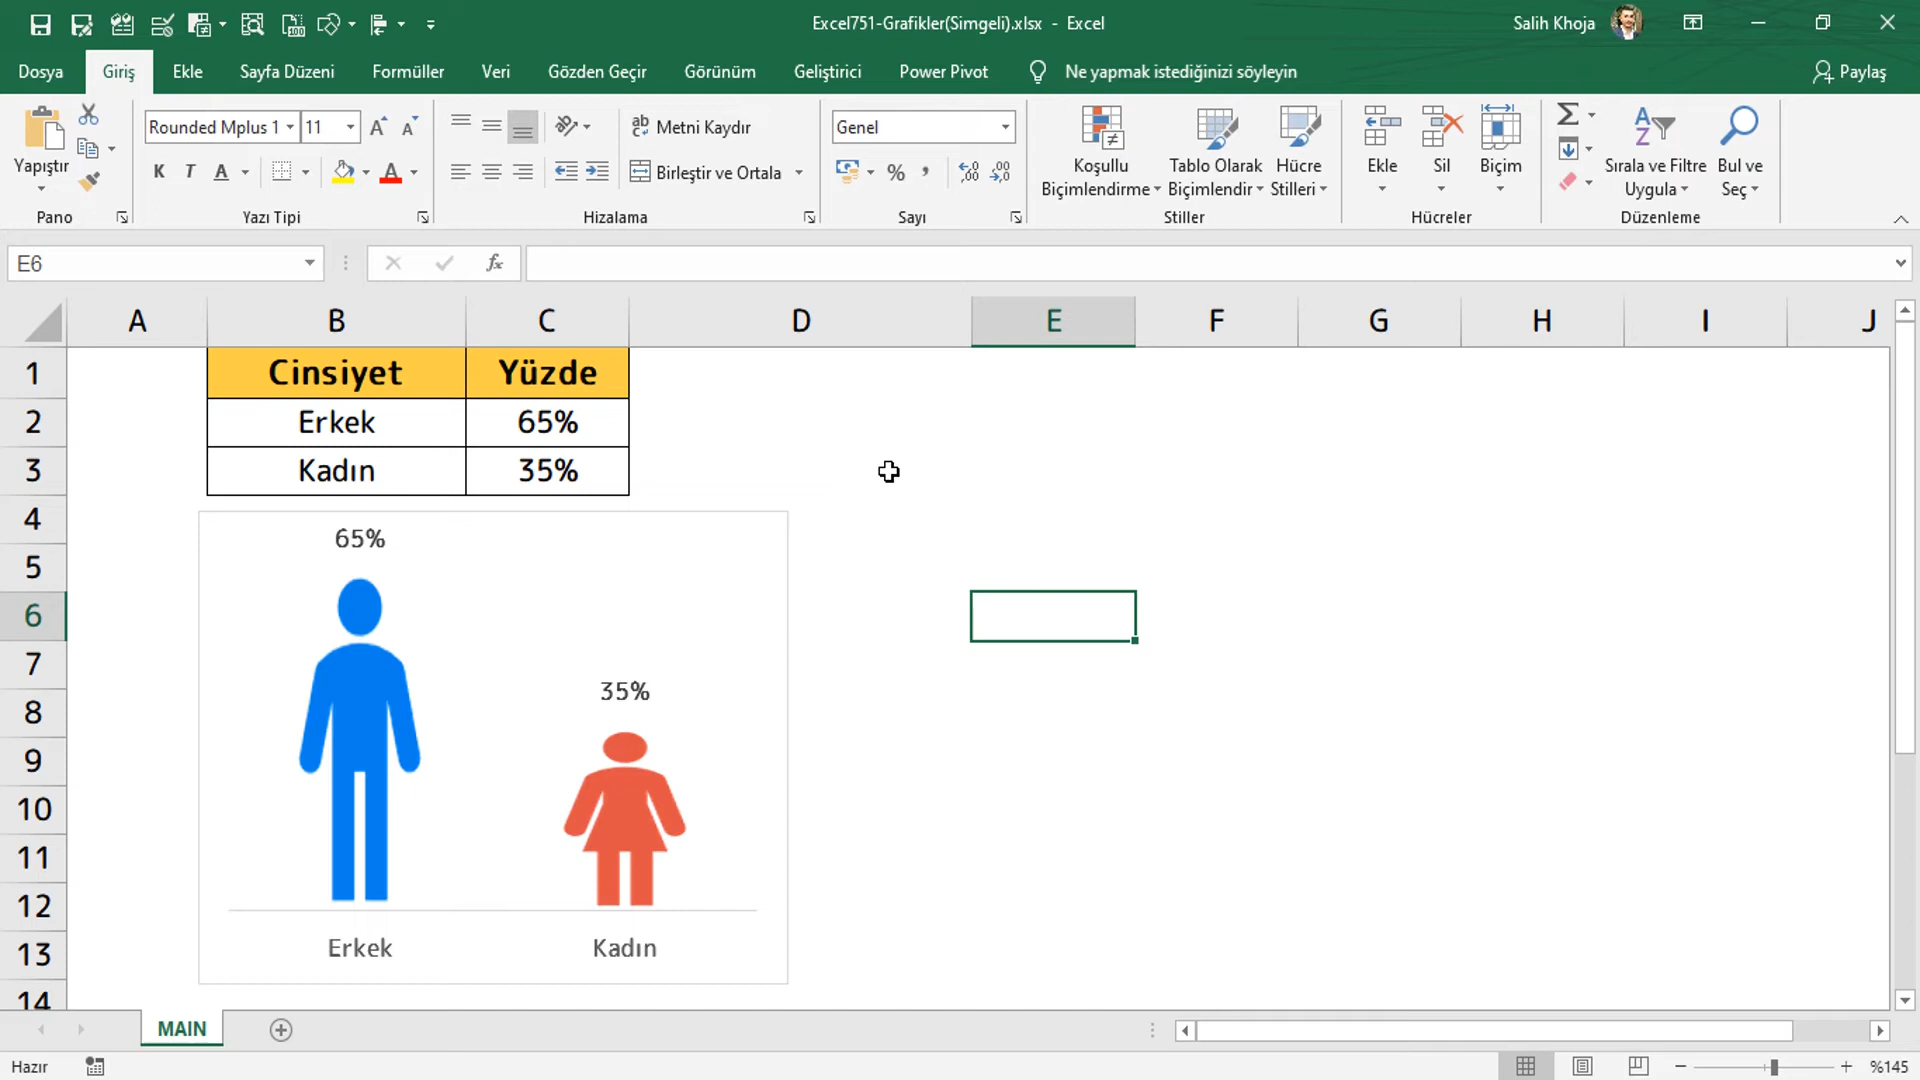 Excel751-Grafikler(Simgeli).xlsx - Excel
Salih Khoja
Dosya Giriş Ekle Sayfa Düzeni Formüller Veri Gözden Geçir Görünüm Geliştirici Power Pivot Ne yapmak istediğinizi söyleyin Paylaş
Yapıştır
Pano
Rounded Mplus 1 11
K T A A
Yazı Tipi
ab Metni Kaydır
Birleştir ve Ortala
Hizalama
Genel
%
Sayı
Koşullu Biçimlendirme
Tablo Olarak Biçimlendir
Hücre Stilleri
Stiller
Ekle Sil Biçim
Hücreler
Sırala ve Filtre Uygula
Bul ve Seç
Düzenleme
E6 fx
A B C D E F G H I J
1 Cinsiyet Yüzde
2 Erkek 65%
3 Kadın 35%
4
65%
5
6
7
35%
8
9
10
11
12
13
Erkek Kadın
14
MAIN
Hazır
%145